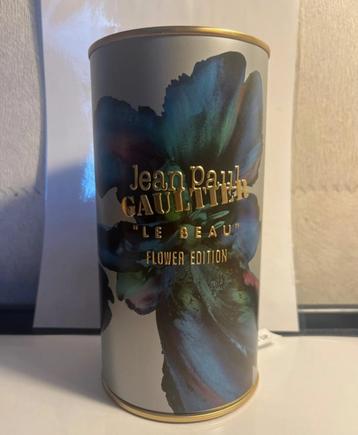 Jean Paul
GAULTIER
"LE BEAU"
FLOWER EDITION